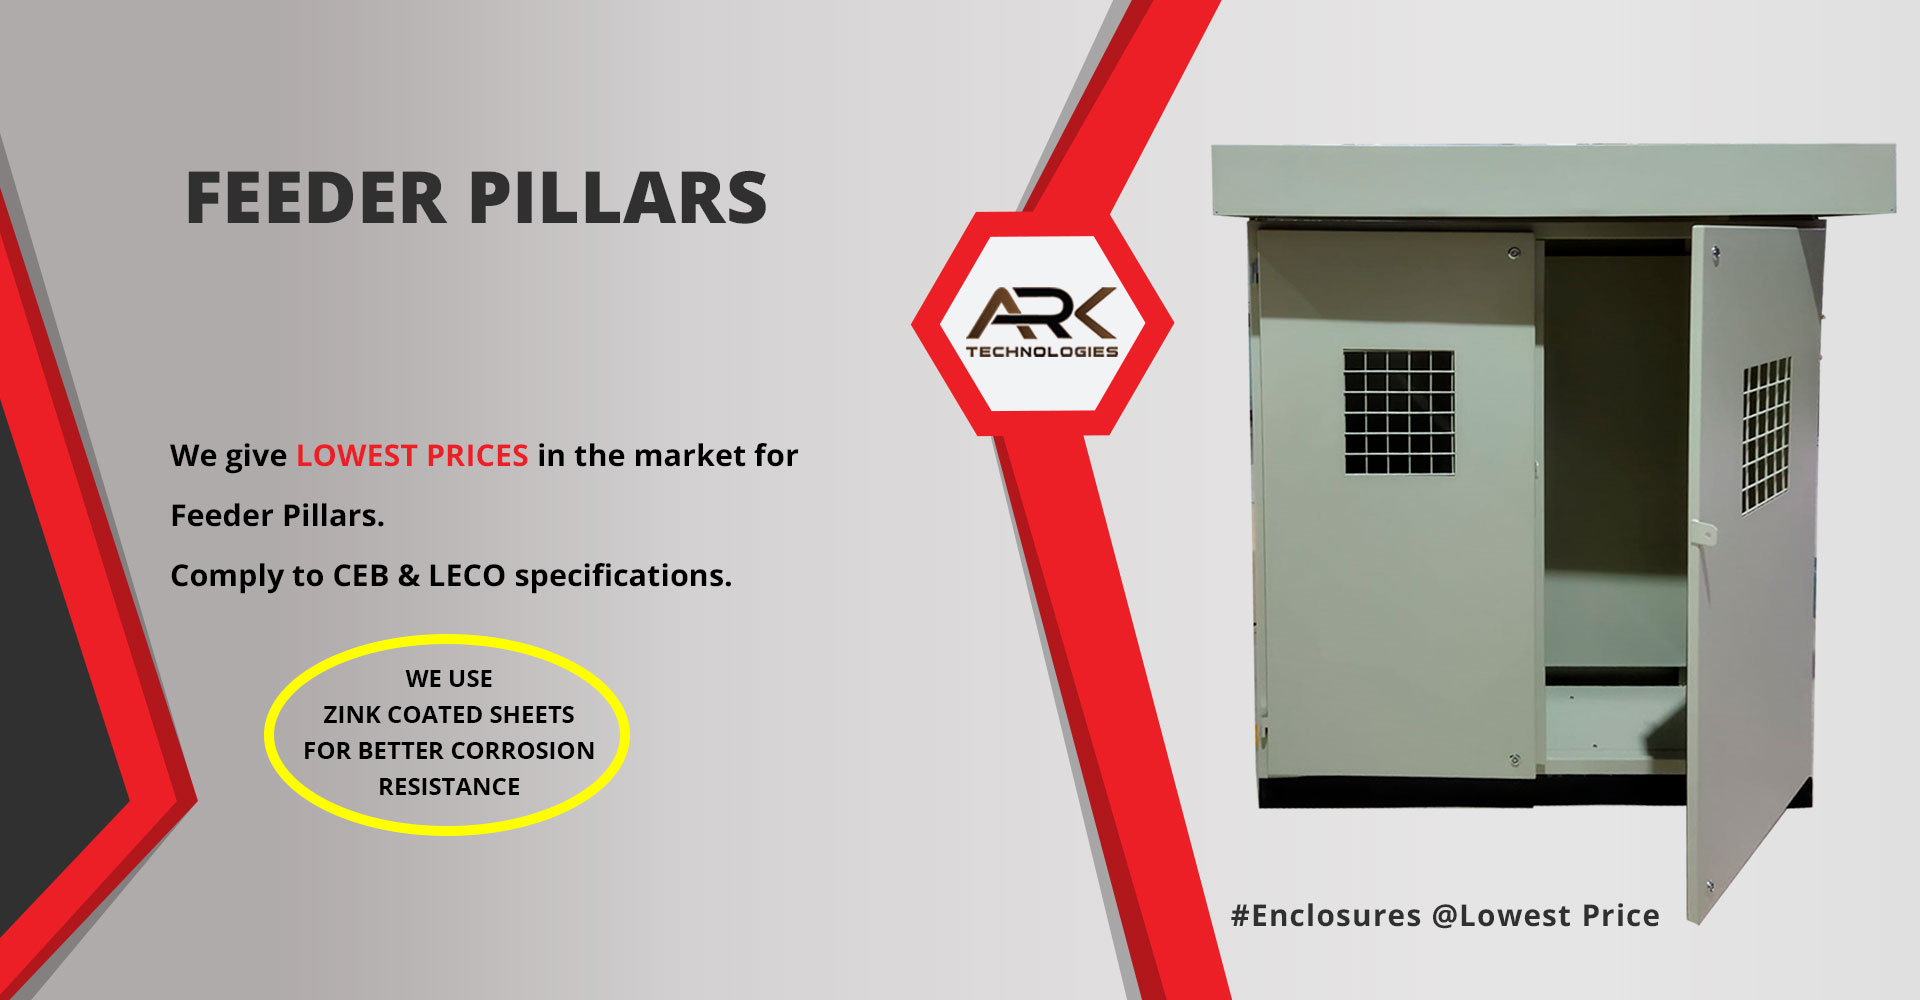 FEEDER PILLARS
ARK
TECHNOLOGIES
We give LOWEST PRICES in the market for
Feeder Pillars.
Comply to CEB & LECO specifications.
WE USE
ZINK COATED SHEETS
FOR BETTER CORROSION
RESISTANCE
#Enclosures @Lowest Price